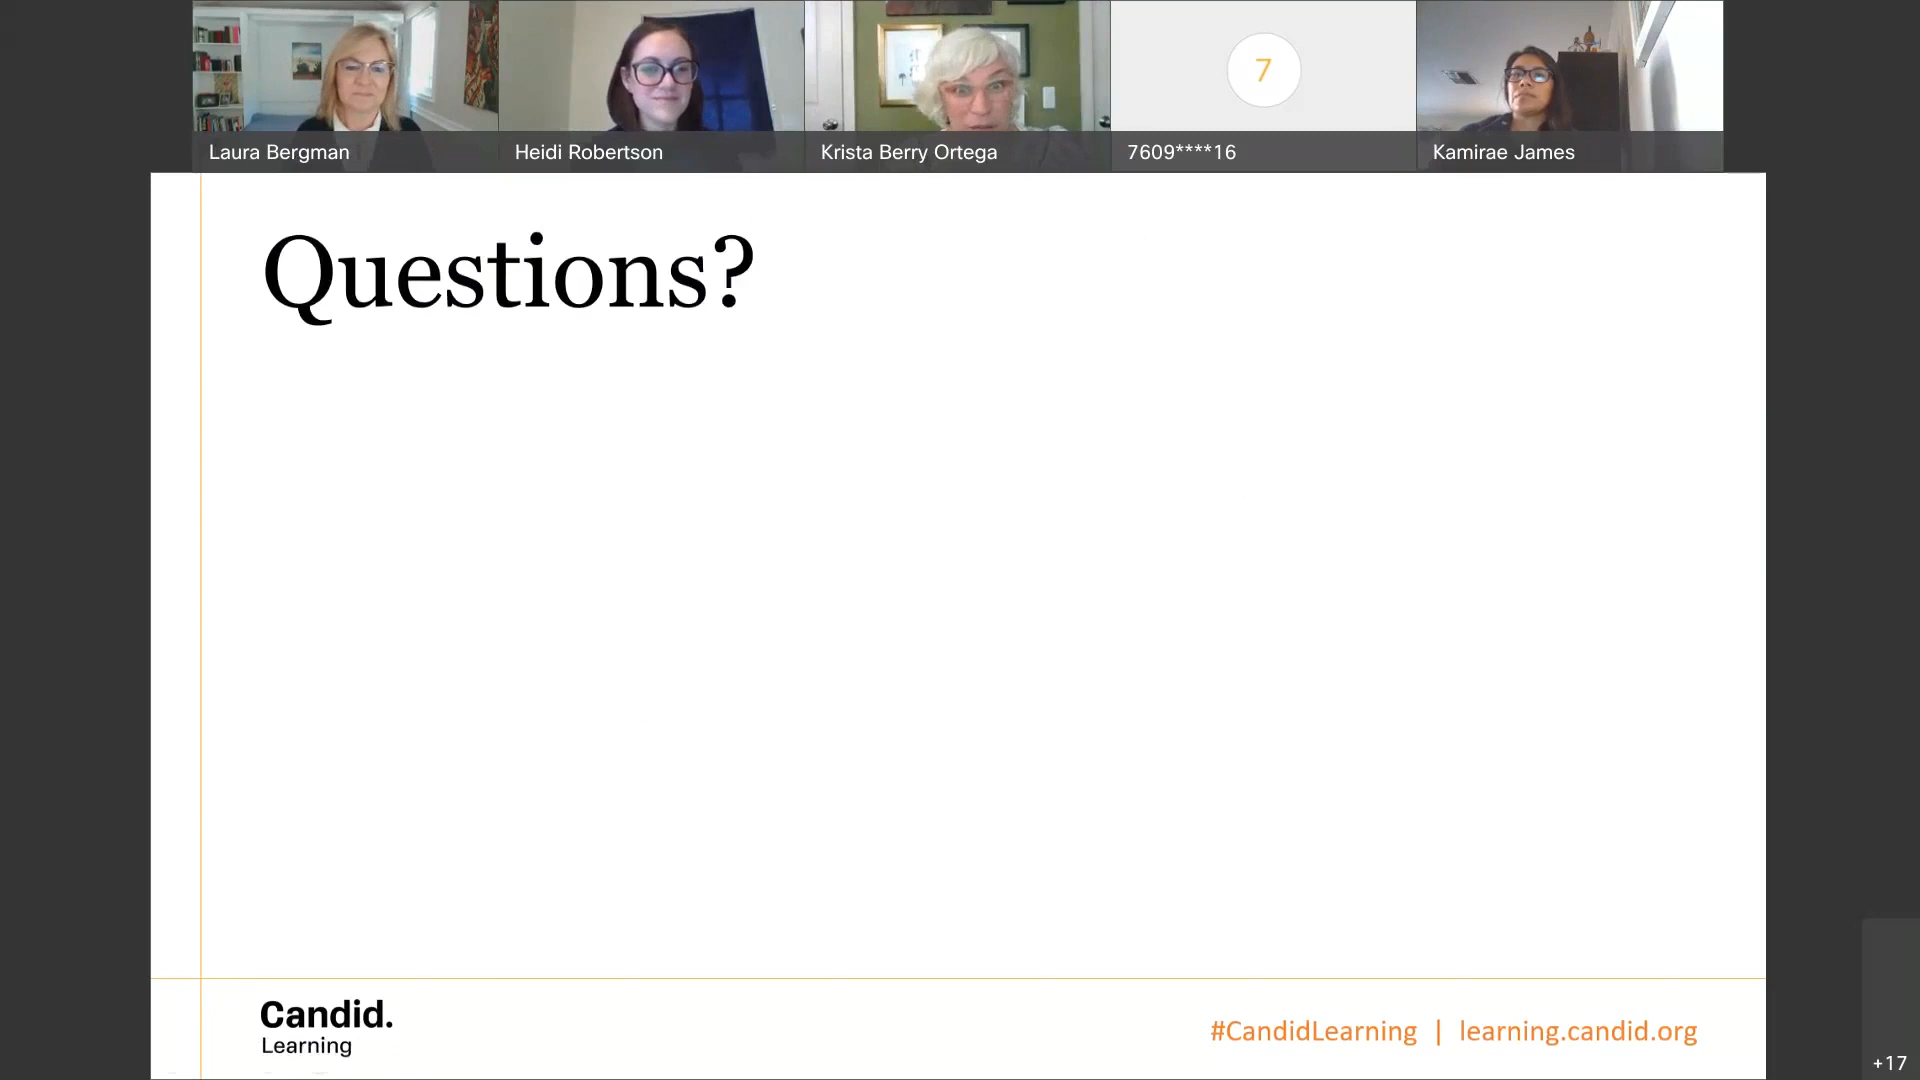 Laura Bergman
Heidi Robertson
Krista Berry Ortega
7
7609****16
Kamirae James
Questions?
Candid.
Learning
#CandidLearning | learning.candid.org
+17